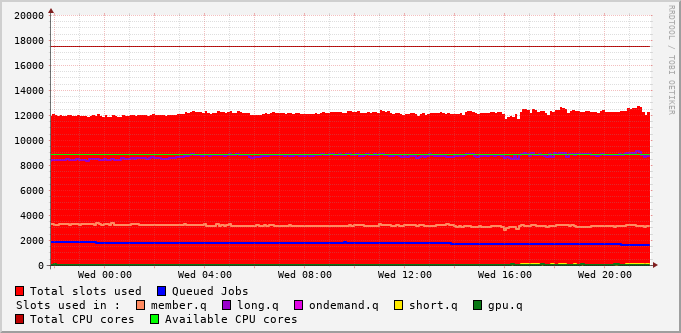 20000
18000
16000
14000
12000
10000
8000
6000
4000
2000
0
Wed 00:00 Wed 04:00 Wed 08:00 Wed 12:00 Wed 16:00 Wed 20:00
Total slots used Queued Jobs
Slots used in : member.q long.q ondemand.q short.q gpu.q
Total CPU cores Available CPU cores
RRDTOOL / TOBI OETIKER